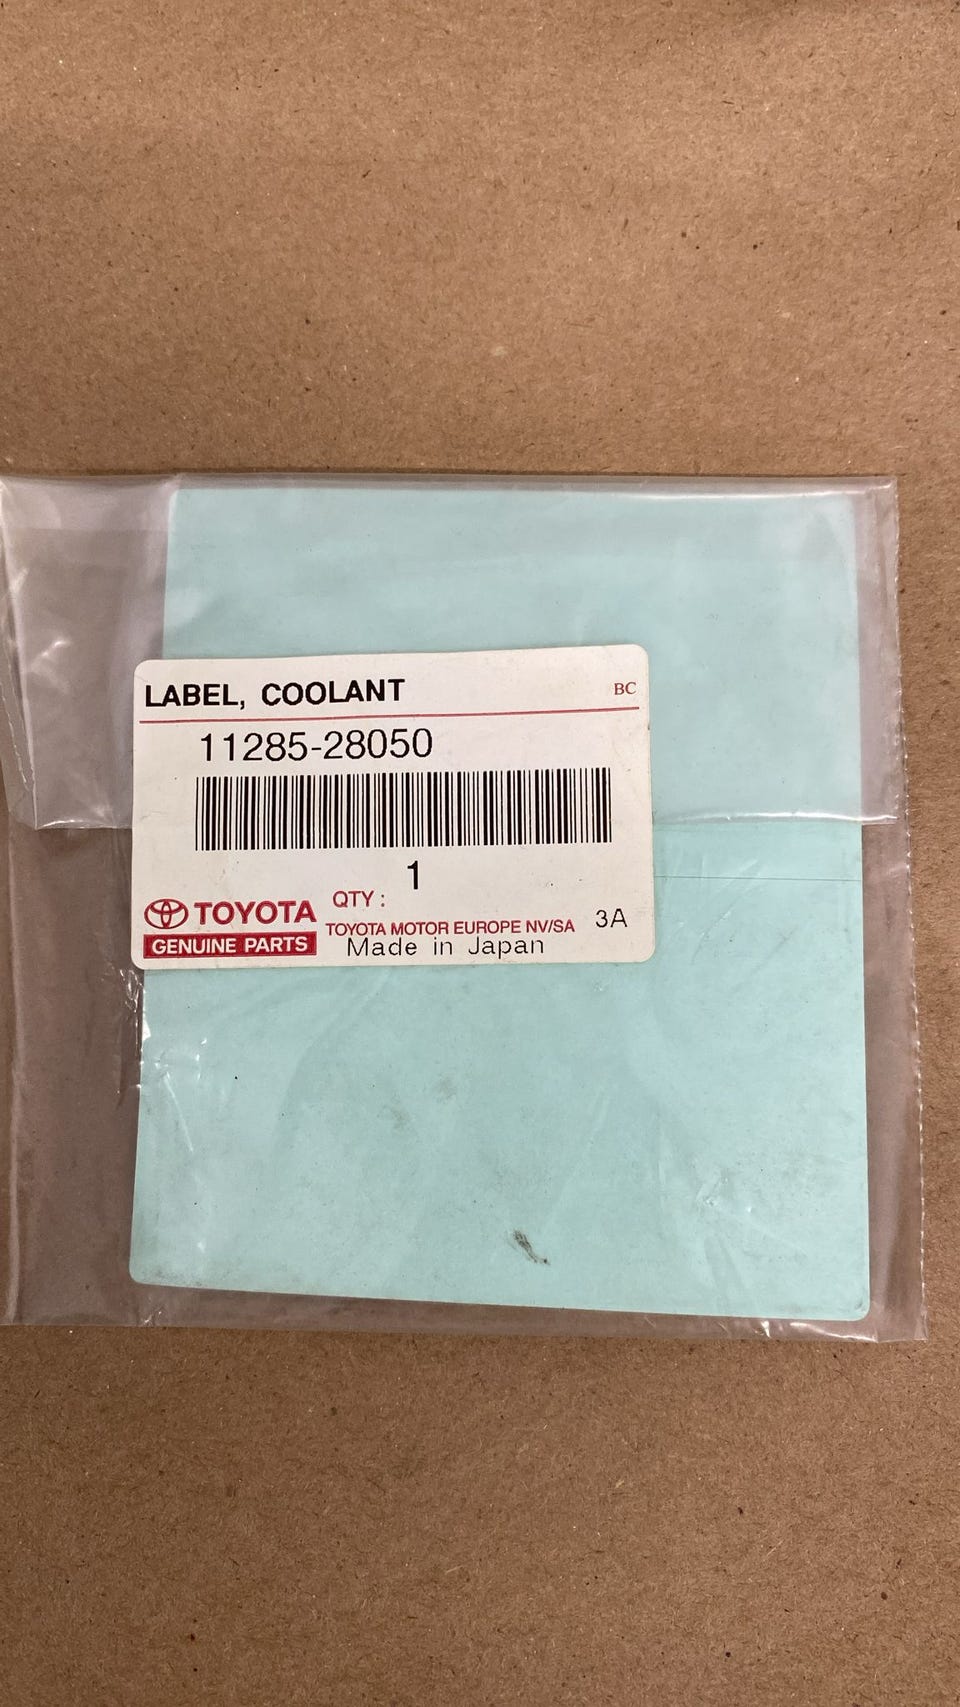 LABEL, COOLANT BC
11285-28050
1
QTY :
TOYOTA
TOYOTA MOTOR EUROPE NV/SA 3A
GENUINE PARTS Made in Japan